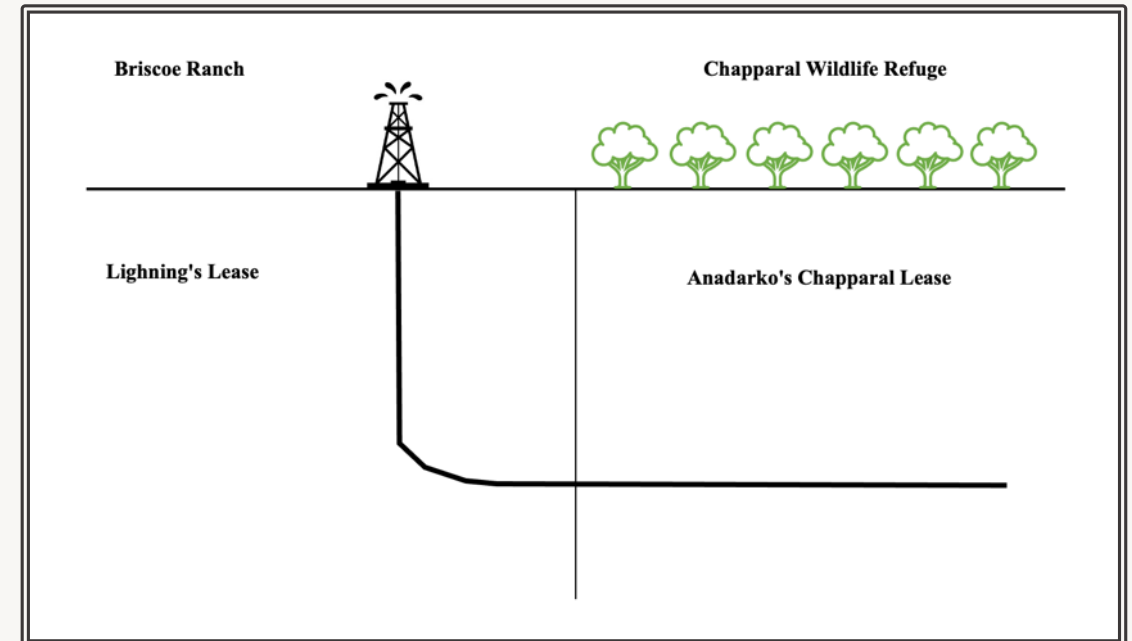 Briscoe Ranch
Chapparal Wildlife Refuge
Lighning's Lease
Anadarko's Chapparal Lease